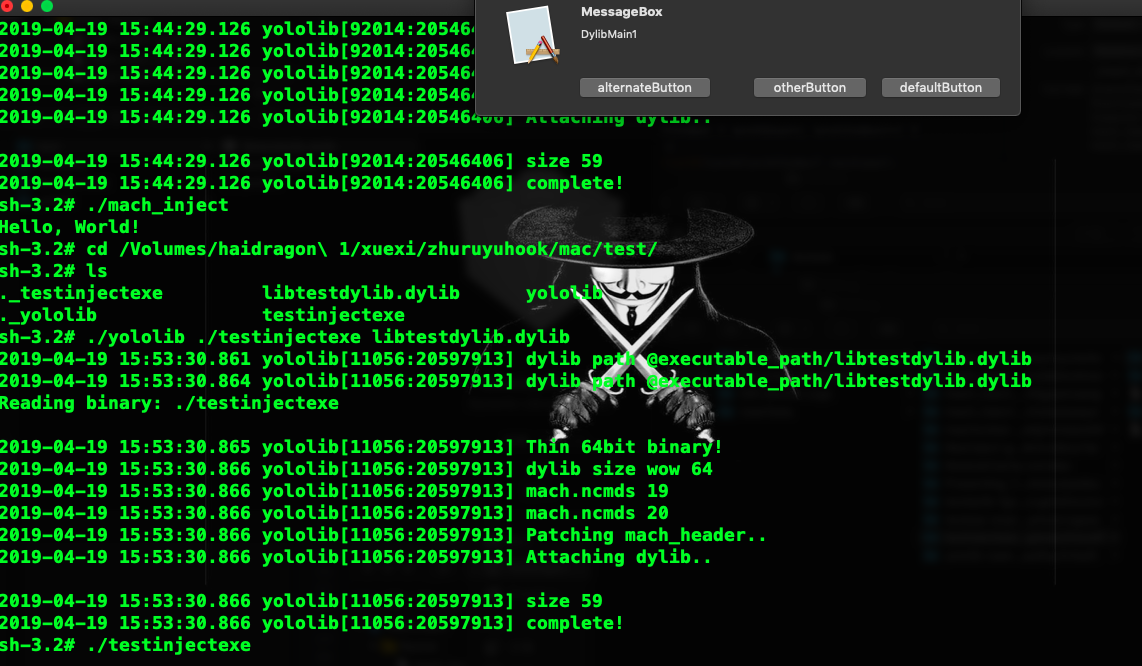 MessageBox
DylibMain1
alternateButton otherButton defaultButton
2019-04-19 15:44:29.126 yololib[92014:20546
2019-04-19 15:44:29.126 yololib[92014:20546
2019-04-19 15:44:29.126 yololib[92014:20546
2019-04-19 15:44:29.126 yololib[92014:20546
2019-04-19 15:44:29.126 yololib[92014:20546406] Attaching dylib..
2019-04-19 15:44:29.126 yololib[92014:20546406] size 59
2019-04-19 15:44:29.126 yololib[92014:20546406] complete!
sh-3.2# ./mach_inject
Hello, World!
sh-3.2# cd /Volumes/haidragon\ 1/xuexi/zhuruyuhook/mac/test/
sh-3.2# ls
._testinjectexe libtestdylib.dylib yololib
._yololib testinjectexe
sh-3.2# ./yololib ./testinjectexe libtestdylib.dylib
2019-04-19 15:53:30.861 yololib[11056:20597913] dylib path @executable_path/libtestdylib.dylib
2019-04-19 15:53:30.864 yololib[11056:20597913] dylib path @executable_path/libtestdylib.dylib
Reading binary: ./testinjectexe
2019-04-19 15:53:30.865 yololib[11056:20597913] Thin 64bit binary!
2019-04-19 15:53:30.866 yololib[11056:20597913] dylib size wow 64
2019-04-19 15:53:30.866 yololib[11056:20597913] mach.ncmds 19
2019-04-19 15:53:30.866 yololib[11056:20597913] mach.ncmds 20
2019-04-19 15:53:30.866 yololib[11056:20597913] Patching mach_header..
2019-04-19 15:53:30.866 yololib[11056:20597913] Attaching dylib..
2019-04-19 15:53:30.866 yololib[11056:20597913] size 59
2019-04-19 15:53:30.866 yololib[11056:20597913] complete!
sh-3.2# ./testinjectexe